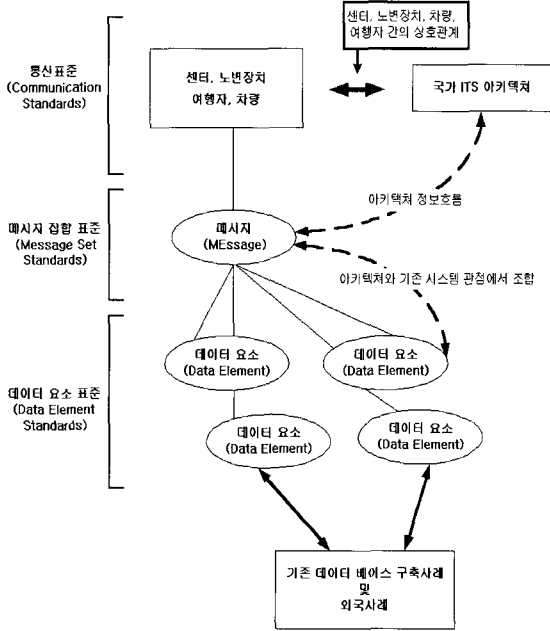 센터, 노변장치, 차량,
여행자 간의 상호관계
통신표준
(Communication
Standards)
센터, 노변장치
여행자, 차량
국가 ITS 아키텍쳐
아키텍쳐 정보흐름
메시지 집합 표준
(Message Set
Standards)
메시지
(MEssage)
아키텍쳐와 기존 시스템 관점에서 조합
데이터 요소
(Data Element)
데이터 요소
(Data Element)
데이터 요소 표준
(Data Element
Standards)
데이터 요소
(Data Element)
데이터 요소
(Data Element)
기존 데이터 베이스 구축사례
및
외국사례